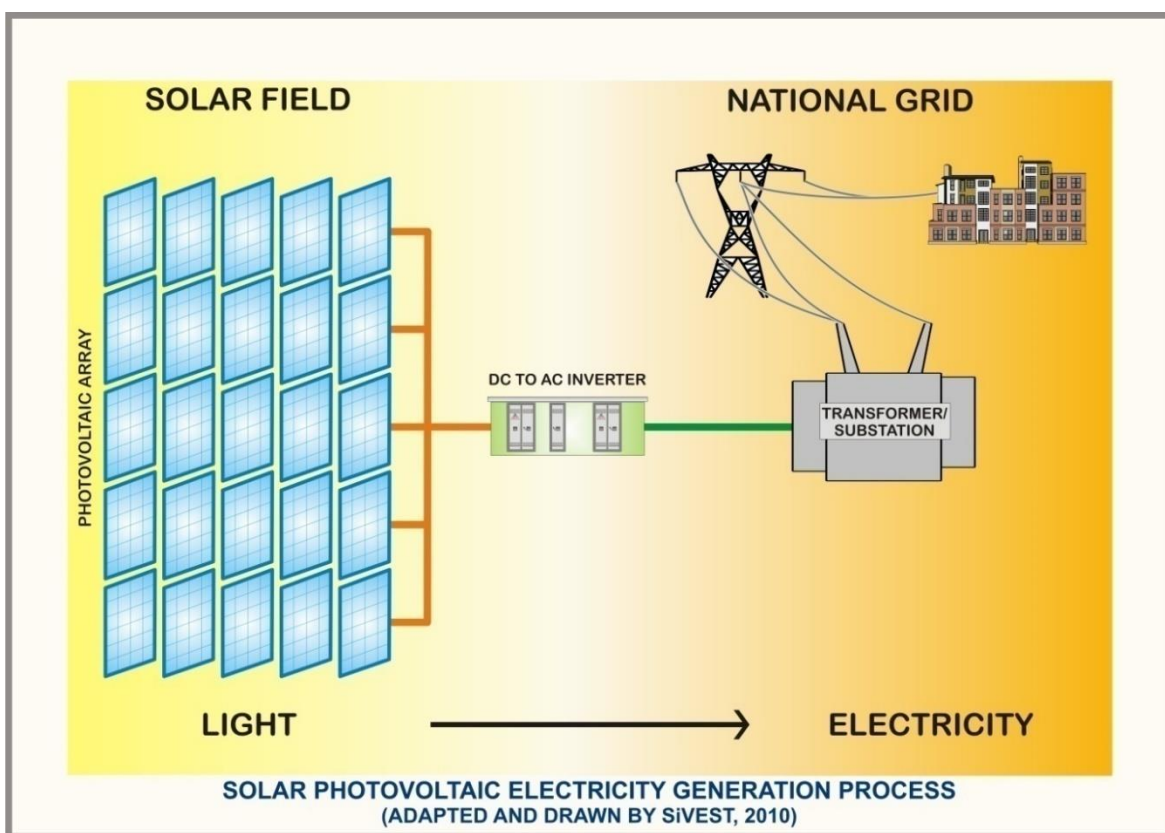 SOLAR FIELD
NATIONAL GRID
PHOTOVOLTAIC ARRAY
DC TO AC INVERTER
TRANSFORMER/
SUBSTATION
LIGHT
ELECTRICITY
SOLAR PHOTOVOLTAIC ELECTRICITY GENERATION PROCESS
(ADAPTED AND DRAWN BY SiVEST, 2010)